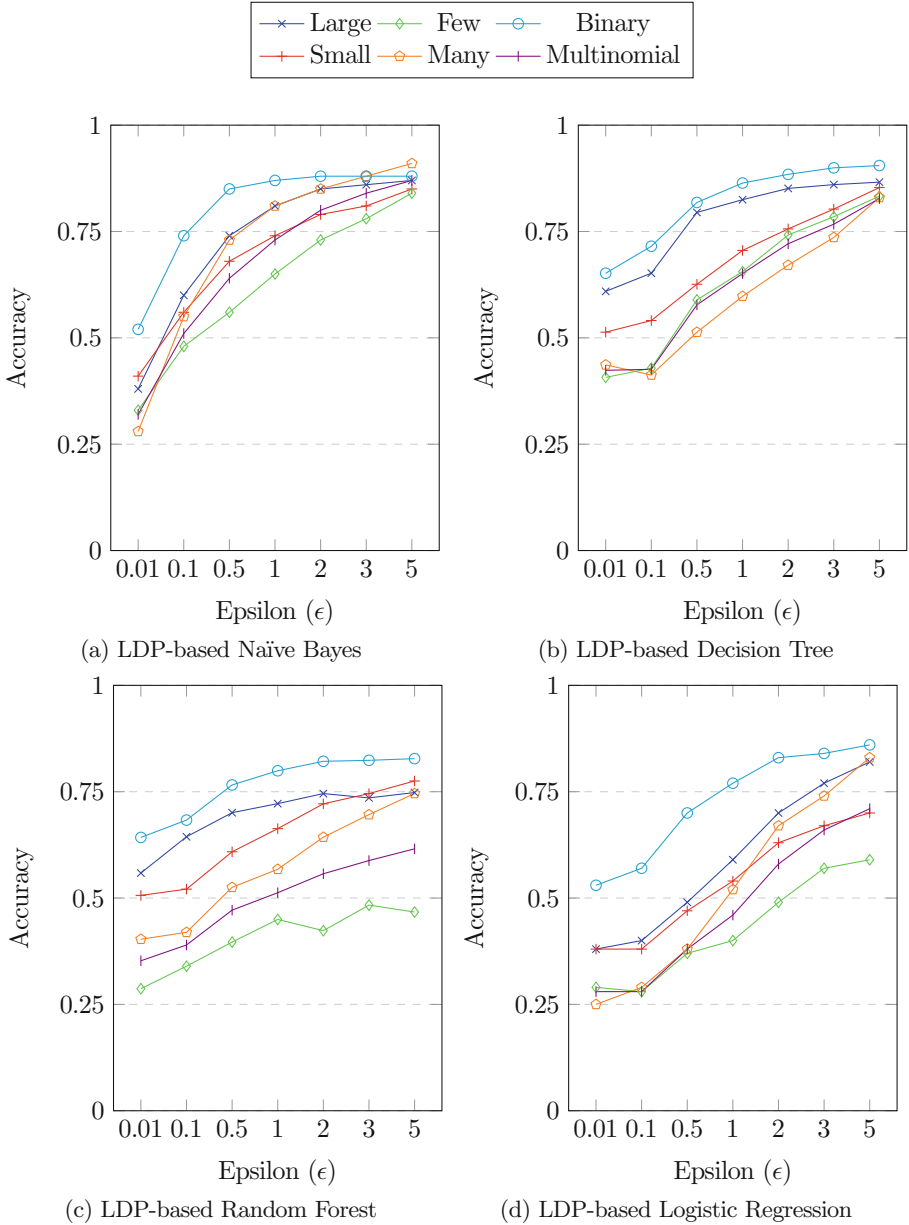 Large Few Binary
Small Many Multinomial
1
0.75
0.5
0.25
0
Accuracy
0.01 0.1 0.5 1 2 3 5
Epsilon (ϵ)
(a) LDP-based Naïve Bayes
1
0.75
0.5
0.25
0
Accuracy
0.01 0.1 0.5 1 2 3 5
Epsilon (ϵ)
(b) LDP-based Decision Tree
1
0.75
0.5
0.25
0
Accuracy
0.01 0.1 0.5 1 2 3 5
Epsilon (ϵ)
(c) LDP-based Random Forest
1
0.75
0.5
0.25
0
Accuracy
0.01 0.1 0.5 1 2 3 5
Epsilon (ϵ)
(d) LDP-based Logistic Regression